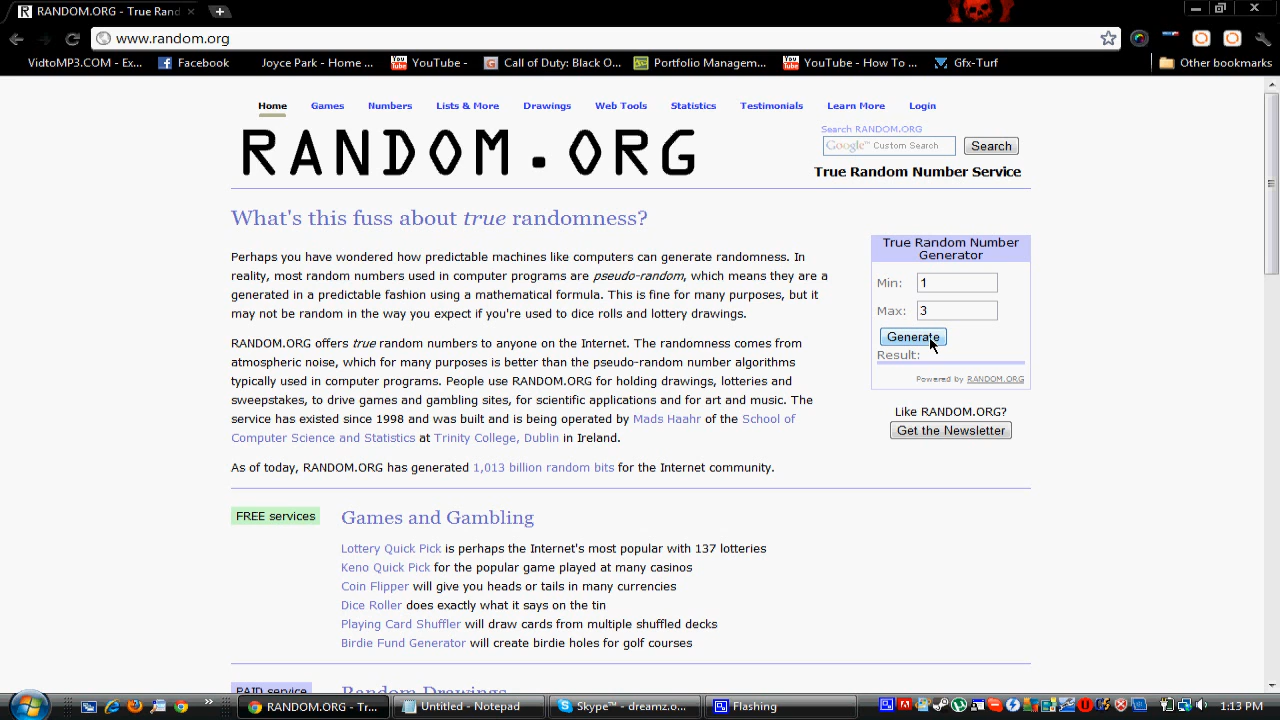 RANDOM.ORG - True Rand
www.random.org
VidtoMP3.COM - Ex...
Facebook
Joyce Park - Home ...
YouTube -
Call of Duty: Black O...
Portfolio Managem...
YouTube - How To ...
Gfx-Turf
Other bookmarks
Home
Games
Numbers
Lists & More
Drawings
Web Tools
Statistics
Testimonials
Learn More
Login
RANDOM.ORG
Search RANDOM.ORG
Google™ Custom Search
Search
True Random Number Service
What's this fuss about true randomness?
Perhaps you have wondered how predictable machines like computers can generate randomness. In
reality, most random numbers used in computer programs are pseudo-random, which means they are
generated in a predictable fashion using a mathematical formula. This is fine for many purposes, but it
may not be random in the way you expect if you're used to dice rolls and lottery drawings.
RANDOM.ORG offers true random numbers to anyone on the Internet. The randomness comes from
atmospheric noise, which for many purposes is better than the pseudo-random number algorithms
typically used in computer programs. People use RANDOM.ORG for holding drawings, lotteries and
sweepstakes, to drive games and gambling sites, for scientific applications and for art and music. The
service has existed since 1998 and was built and is being operated by Mads Haahr of the School of
Computer Science and Statistics at Trinity College, Dublin in Ireland.
As of today, RANDOM.ORG has generated 1,013 billion random bits for the Internet community.
True Random Number
Generator
Min: 1
Max: 3
Generate
Result:
Powered by RANDOM.ORG
Like RANDOM.ORG?
Get the Newsletter
FREE services
Games and Gambling
Lottery Quick Pick is perhaps the Internet's most popular with 137 lotteries
Keno Quick Pick for the popular game played at many casinos
Coin Flipper will give you heads or tails in many currencies
Dice Roller does exactly what it says on the tin
Playing Card Shuffler will draw cards from multiple shuffled decks
Birdie Fund Generator will create birdie holes for golf courses
PAID service
Random Drawings
RANDOM.ORG - Tr...
Untitled - Notepad
Skype™ - dreamz.o...
Flashing
1:13 PM